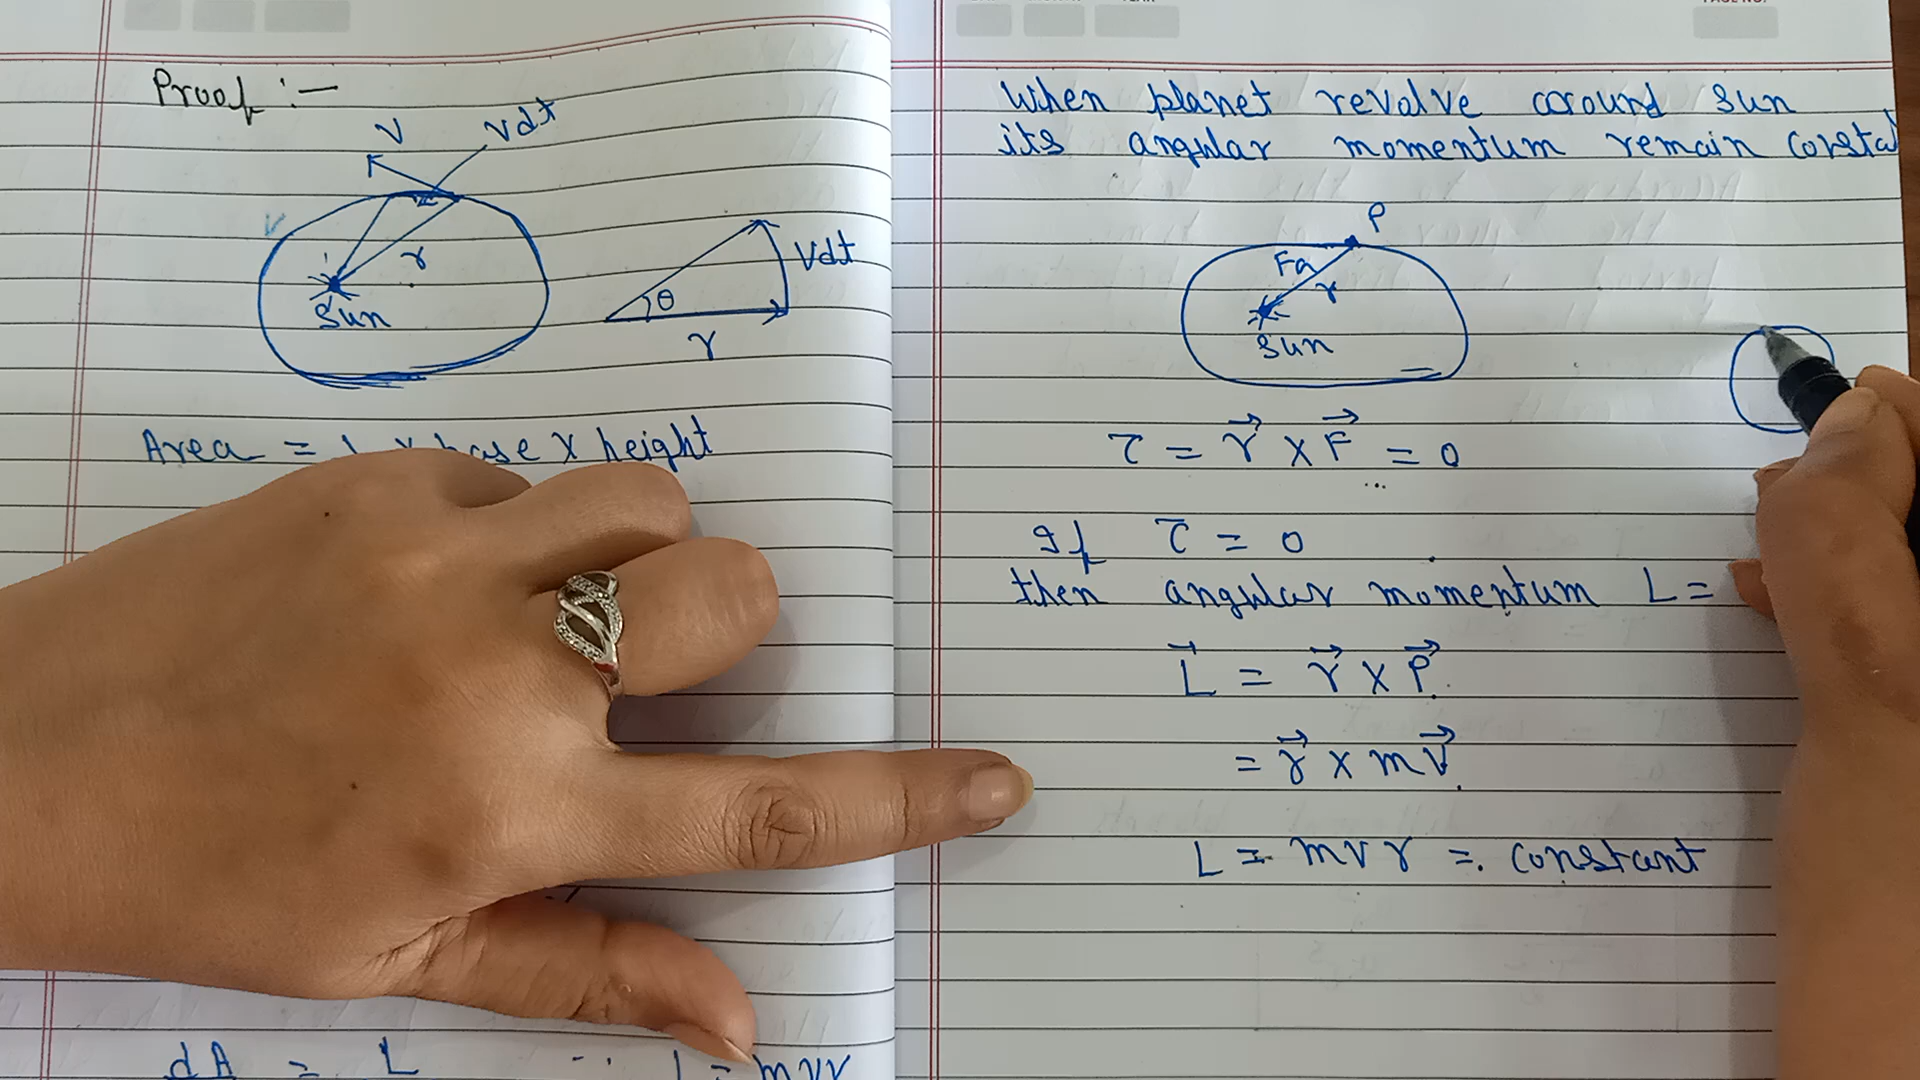 Proof :-
V
vdt
r
Sun
θ
Vdt
r
Area = 1 × base × height
dA = L ∵ L = mvr
When planet revolve around sun
its angular momentum remain consta
P
r
Sun
τ = r⃗ × F⃗ = 0
If τ = 0
then angular momentum L =
L⃗ = r⃗ × P⃗
= r⃗ × mV⃗
L = mvr = constant